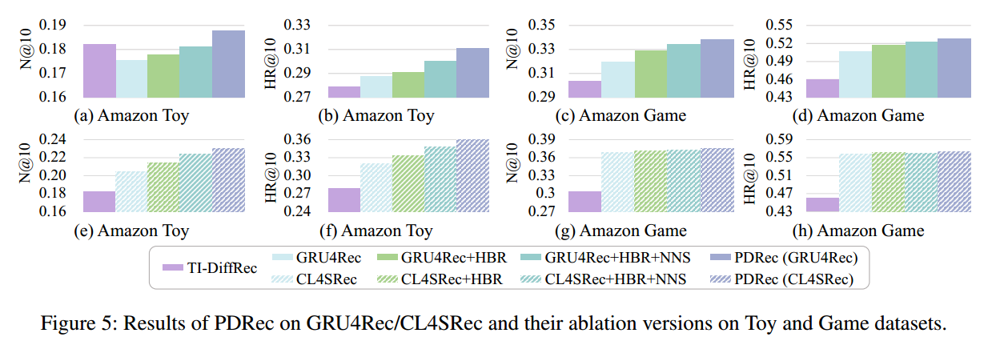 N@10
0.19
0.18
0.17
0.16
(a) Amazon Toy
HR@10
0.33
0.31
0.29
0.27
(b) Amazon Toy
N@10
0.35
0.33
0.31
0.29
(c) Amazon Game
HR@10
0.55
0.52
0.49
0.46
0.43
(d) Amazon Game
N@10
0.24
0.22
0.20
0.18
0.16
(e) Amazon Toy
HR@10
0.36
0.33
0.30
0.27
0.24
(f) Amazon Toy
N@10
0.39
0.36
0.33
0.3
0.27
(g) Amazon Game
HR@10
0.59
0.55
0.51
0.47
0.43
(h) Amazon Game
TI-DiffRec
GRU4Rec
GRU4Rec+HBR
GRU4Rec+HBR+NNS
PDRec (GRU4Rec)
CL4SRec
CL4SRec+HBR
CL4SRec+HBR+NNS
PDRec (CL4SRec)
Figure 5: Results of PDRec on GRU4Rec/CL4SRec and their ablation versions on Toy and Game datasets.